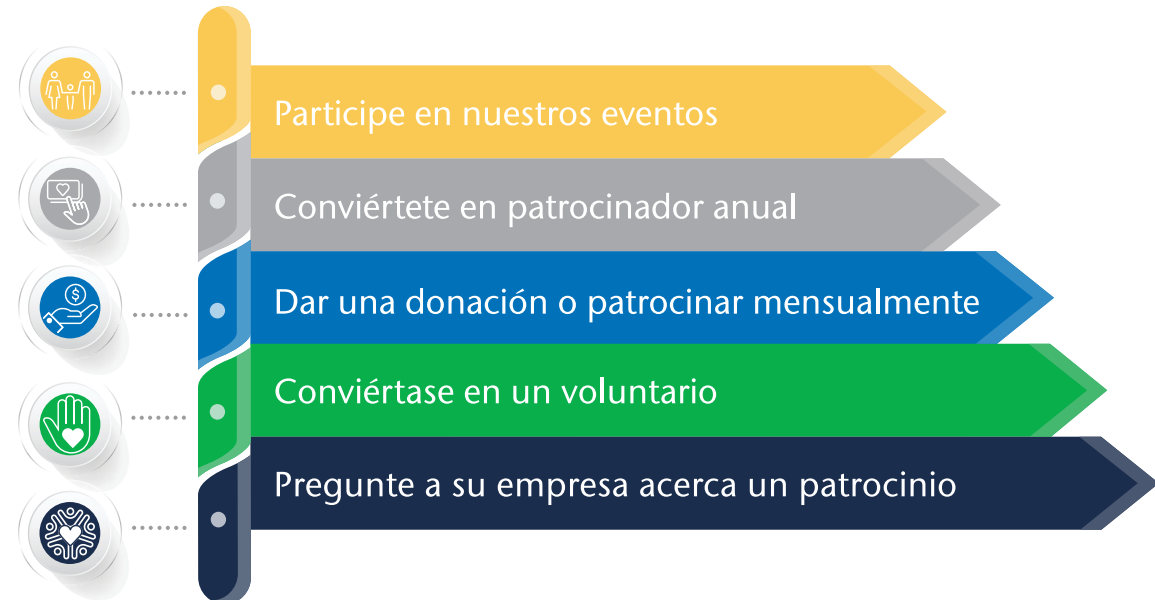 Participe en nuestros eventos
Conviértete en patrocinador anual
Dar una donación o patrocinar mensualmente
Conviértase en un voluntario
Pregunte a su empresa acerca un patrocinio
$